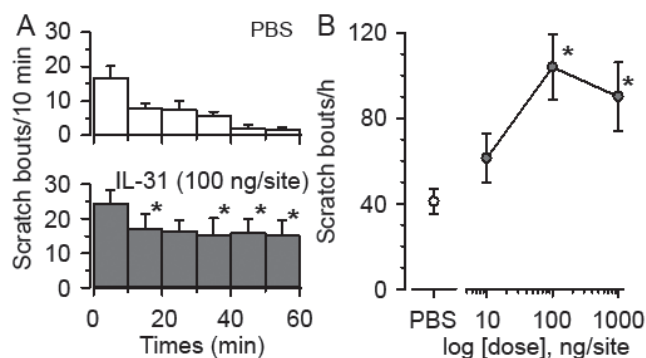 A
PBS
Scratch bouts/10 min
30
20
10
0
IL-31 (100 ng/site)
*
*
*
*
30
20
10
0
0 20 40 60
Times (min)
B
Scratch bouts/h
120
80
40
0
*
*
PBS 10 100 1000
log [dose], ng/site